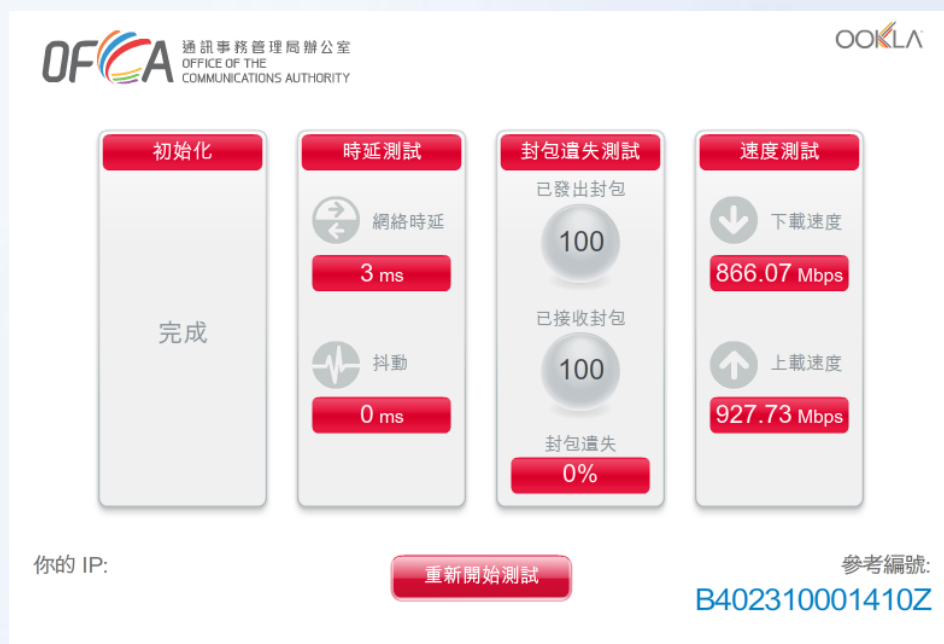 OFCA
通訊事務管理局辦公室
OFFICE OF THE
COMMUNICATIONS AUTHORITY
OOKLA
初始化
完成
時延測試
網絡時延
3 ms
抖動
0 ms
封包遺失測試
已發出封包
100
已接收封包
100
封包遺失
0%
速度測試
下載速度
866.07 Mbps
上載速度
927.73 Mbps
你的 IP:
重新開始測試
參考編號:
B402310001410Z